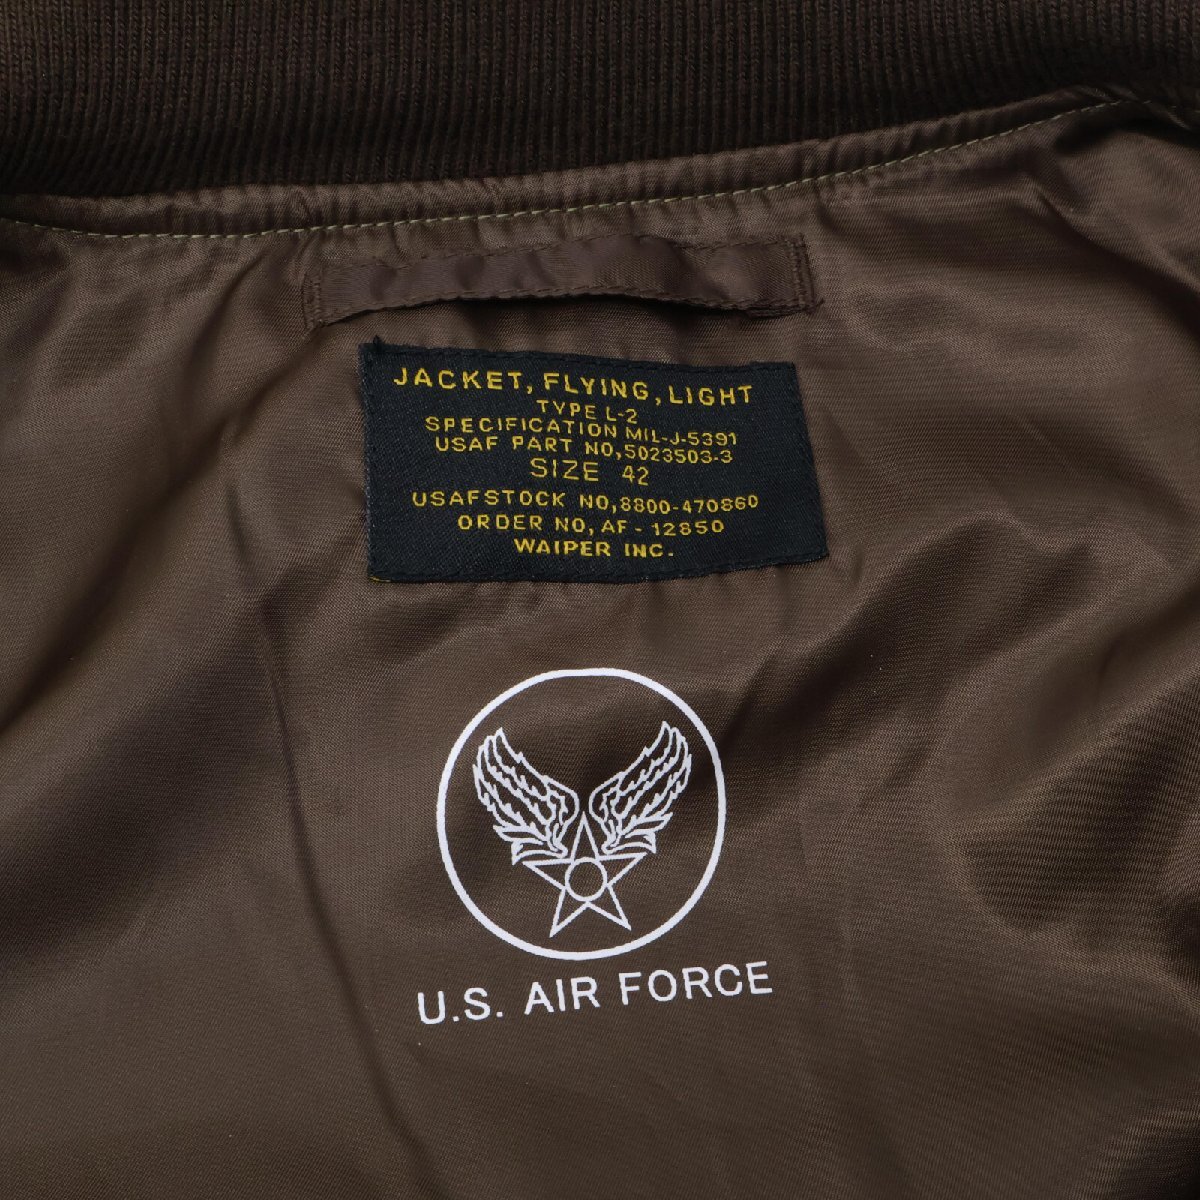 JACKET, FLYING, LIGHT
TYPE L-2
SPECIFICATION MIL-J-5391
USAF PART NO,5023503-3
SIZE 42
USAFSTOCK NO,8800-470860
ORDER NO, AF - 12850
WAIPER INC.
U.S. AIR FORCE